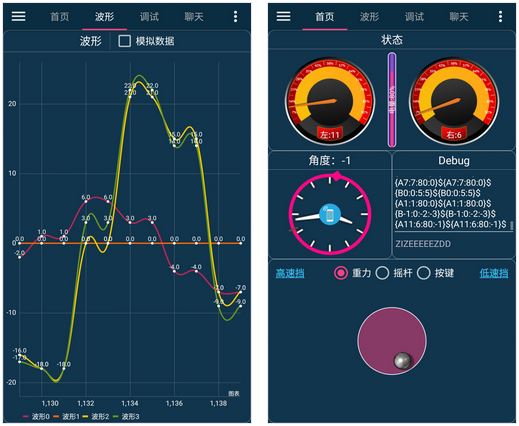 首页 波形 调试 聊天
波形 模拟数据
20
10
0
-10
-20
22.0
22.0
21.0
21.0
15.0 15.0
14.0 14.0
6.0 6.0
3.0 3.0 3.0 3.0
1.0 1.0
0.0 0.0 0.0 0.0 0.0 0.0 0.0 0.0 0.0 0.0 0.0
-2.0
-4.0 -4.0
-7.0 -7.0
-9.0 -9.0
-16.0
-17.0 -18.0 -18.0
图表
1,130 1,132 1,134 1,136 1,138
波形0 波形1 波形2 波形3
首页 波形 调试 聊天
状态
左:11
电量:80%
右:6
角度：-1
Debug
{A7:7:80:0}${A7:7:80:0}$
{B0:0:5:5}${B0:0:5:5}$
{A1:1:80:0}${A1:1:80:0}$
{B-1:0:-2:-3}${B-1:0:-2:-3}$
{A11:6:80:-1}${A11:6:80:-1}$
ZIZEEEEEZDD
高速挡 重力 摇杆 按键 低速挡